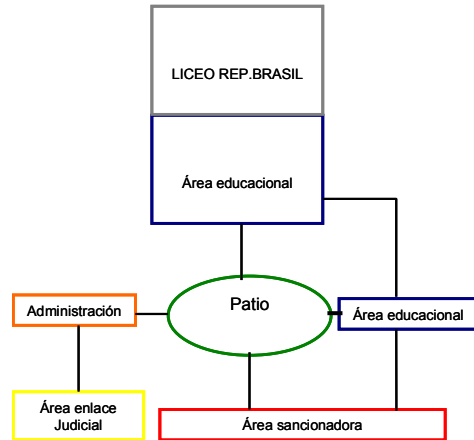 LICEO REP.BRASIL
Área educacional
Patio
Administración
Área educacional
Área enlace
Judicial
Área sancionadora